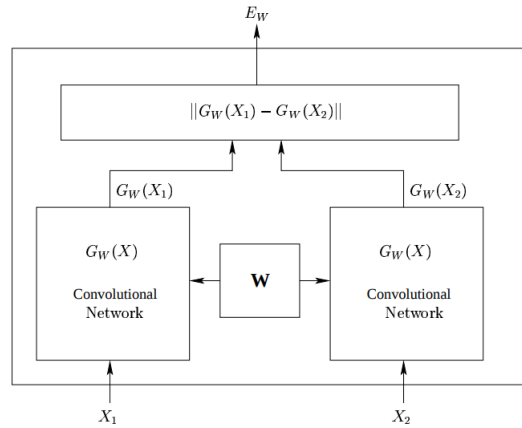 E_W
||G_W(X_1) − G_W(X_2)||
G_W(X_1)
G_W(X_2)
G_W(X)
Convolutional
Network
W
G_W(X)
Convolutional
Network
X_1
X_2